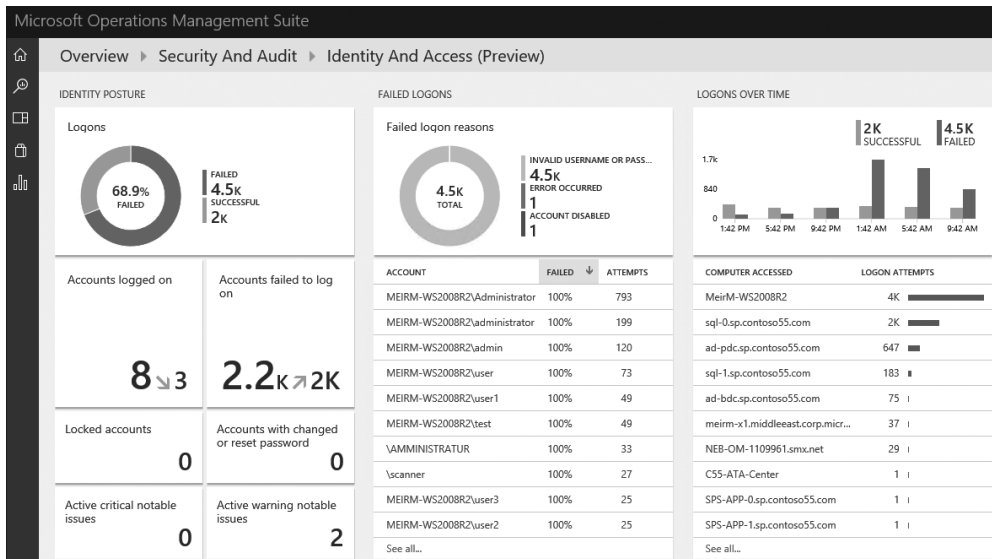 Microsoft Operations Management Suite
Overview Security And Audit Identity And Access (Preview)
IDENTITY POSTURE
Logons
68.9%
FAILED
FAILED
4.5K
SUCCESSFUL
2K
Accounts logged on
8 3
Accounts failed to log
on
2.2K 2K
Locked accounts
0
Accounts with changed
or reset password
0
Active critical notable
issues
0
Active warning notable
issues
2
FAILED LOGONS
Failed logon reasons
4.5K
TOTAL
INVALID USERNAME OR PASS...
4.5K
ERROR OCCURRED
1
ACCOUNT DISABLED
1
ACCOUNT FAILED ATTEMPTS
MEIRM-WS2008R2\Administrator 100% 793
MEIRM-WS2008R2\administrator 100% 199
MEIRM-WS2008R2\admin 100% 120
MEIRM-WS2008R2\user 100% 73
MEIRM-WS2008R2\user1 100% 49
MEIRM-WS2008R2\test 100% 49
\AMMINISTRATUR 100% 33
\scanner 100% 27
MEIRM-WS2008R2\user3 100% 25
MEIRM-WS2008R2\user2 100% 25
See all...
LOGONS OVER TIME
2K
SUCCESSFUL
4.5K
FAILED
1.7k
840
0
1:42 PM 5:42 PM 9:42 PM 1:42 AM 5:42 AM 9:42 AM
COMPUTER ACCESSED LOGON ATTEMPTS
MeirM-WS2008R2 4K
sql-0.sp.contoso55.com 2K
ad-pdc.sp.contoso55.com 647
sql-1.sp.contoso55.com 183
ad-bdc.sp.contoso55.com 75
meirm-x1.middleeast.corp.micr... 37
NEB-OM-1109961.smx.net 29
C55-ATA-Center 1
SPS-APP-0.sp.contoso55.com 1
SPS-APP-1.sp.contoso55.com 1
See all...